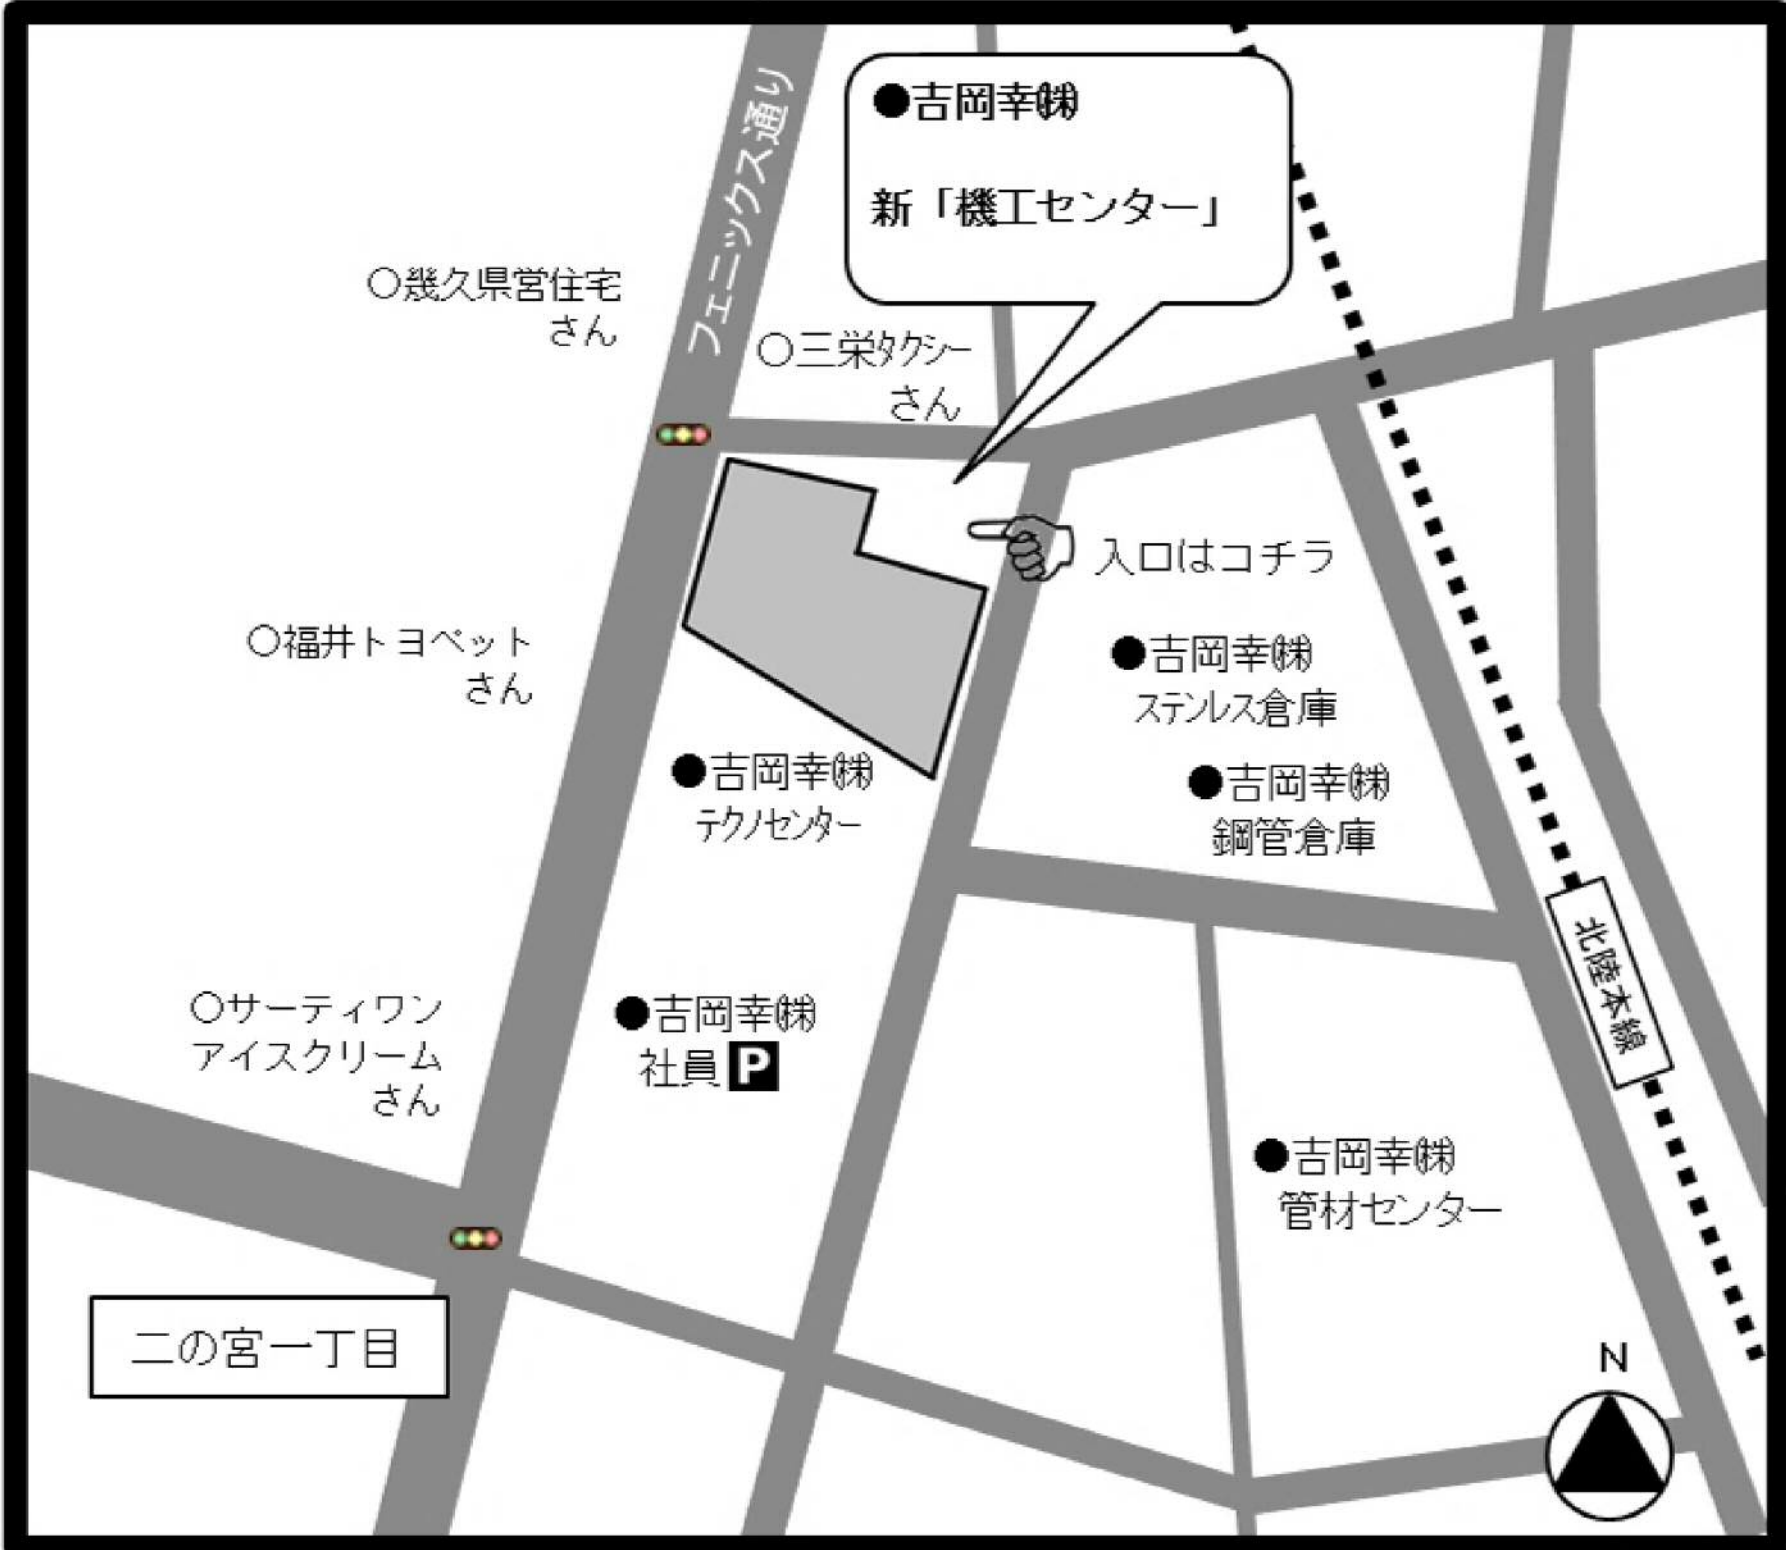 ●吉岡幸㈱
新「機工センター」
フェニックス通り
○幾久県営住宅
さん
○三栄ﾀｸｼｰ
さん
入口はコチラ
○福井トヨペット
さん
●吉岡幸㈱
ｽﾃﾝﾚｽ倉庫
●吉岡幸㈱
ﾃｸﾉｾﾝﾀｰ
●吉岡幸㈱
鋼管倉庫
北陸本線
○サーティワン
アイスクリーム
さん
●吉岡幸㈱
社員P
●吉岡幸㈱
管材センター
二の宮一丁目
N